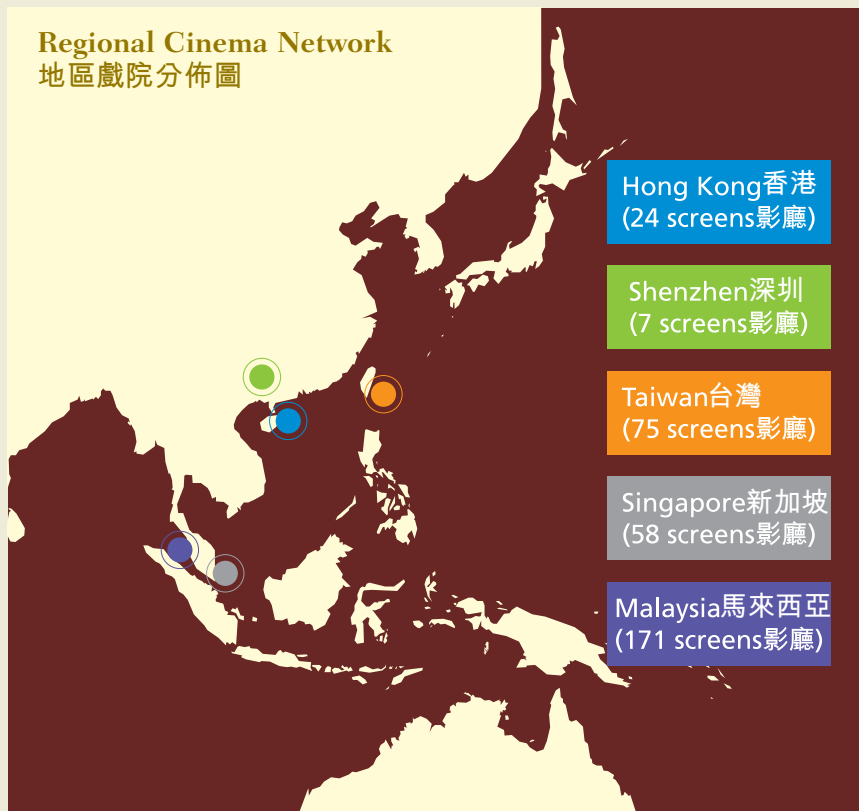 Regional Cinema Network
地區戲院分佈圖
Hong Kong香港
(24 screens影廳)
Shenzhen深圳
(7 screens影廳)
Taiwan台灣
(75 screens影廳)
Singapore新加坡
(58 screens影廳)
Malaysia馬來西亞
(171 screens影廳)